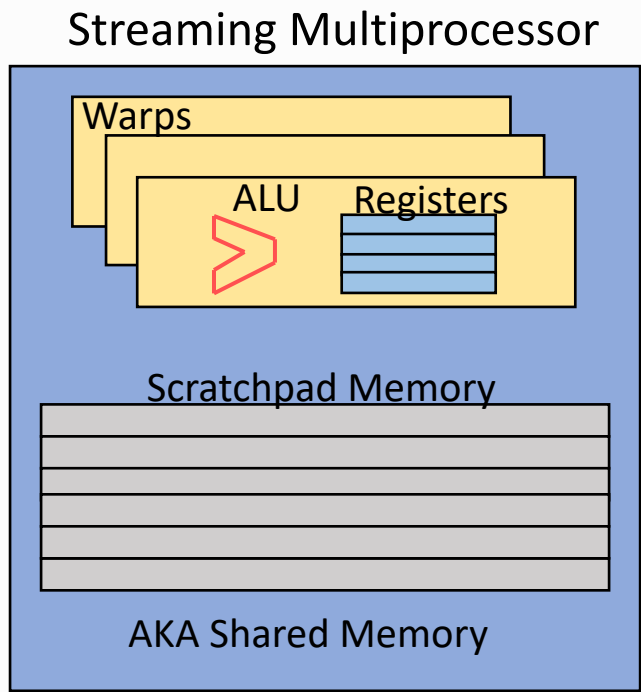 Streaming Multiprocessor
Warps
ALU
Registers
Scratchpad Memory
AKA Shared Memory